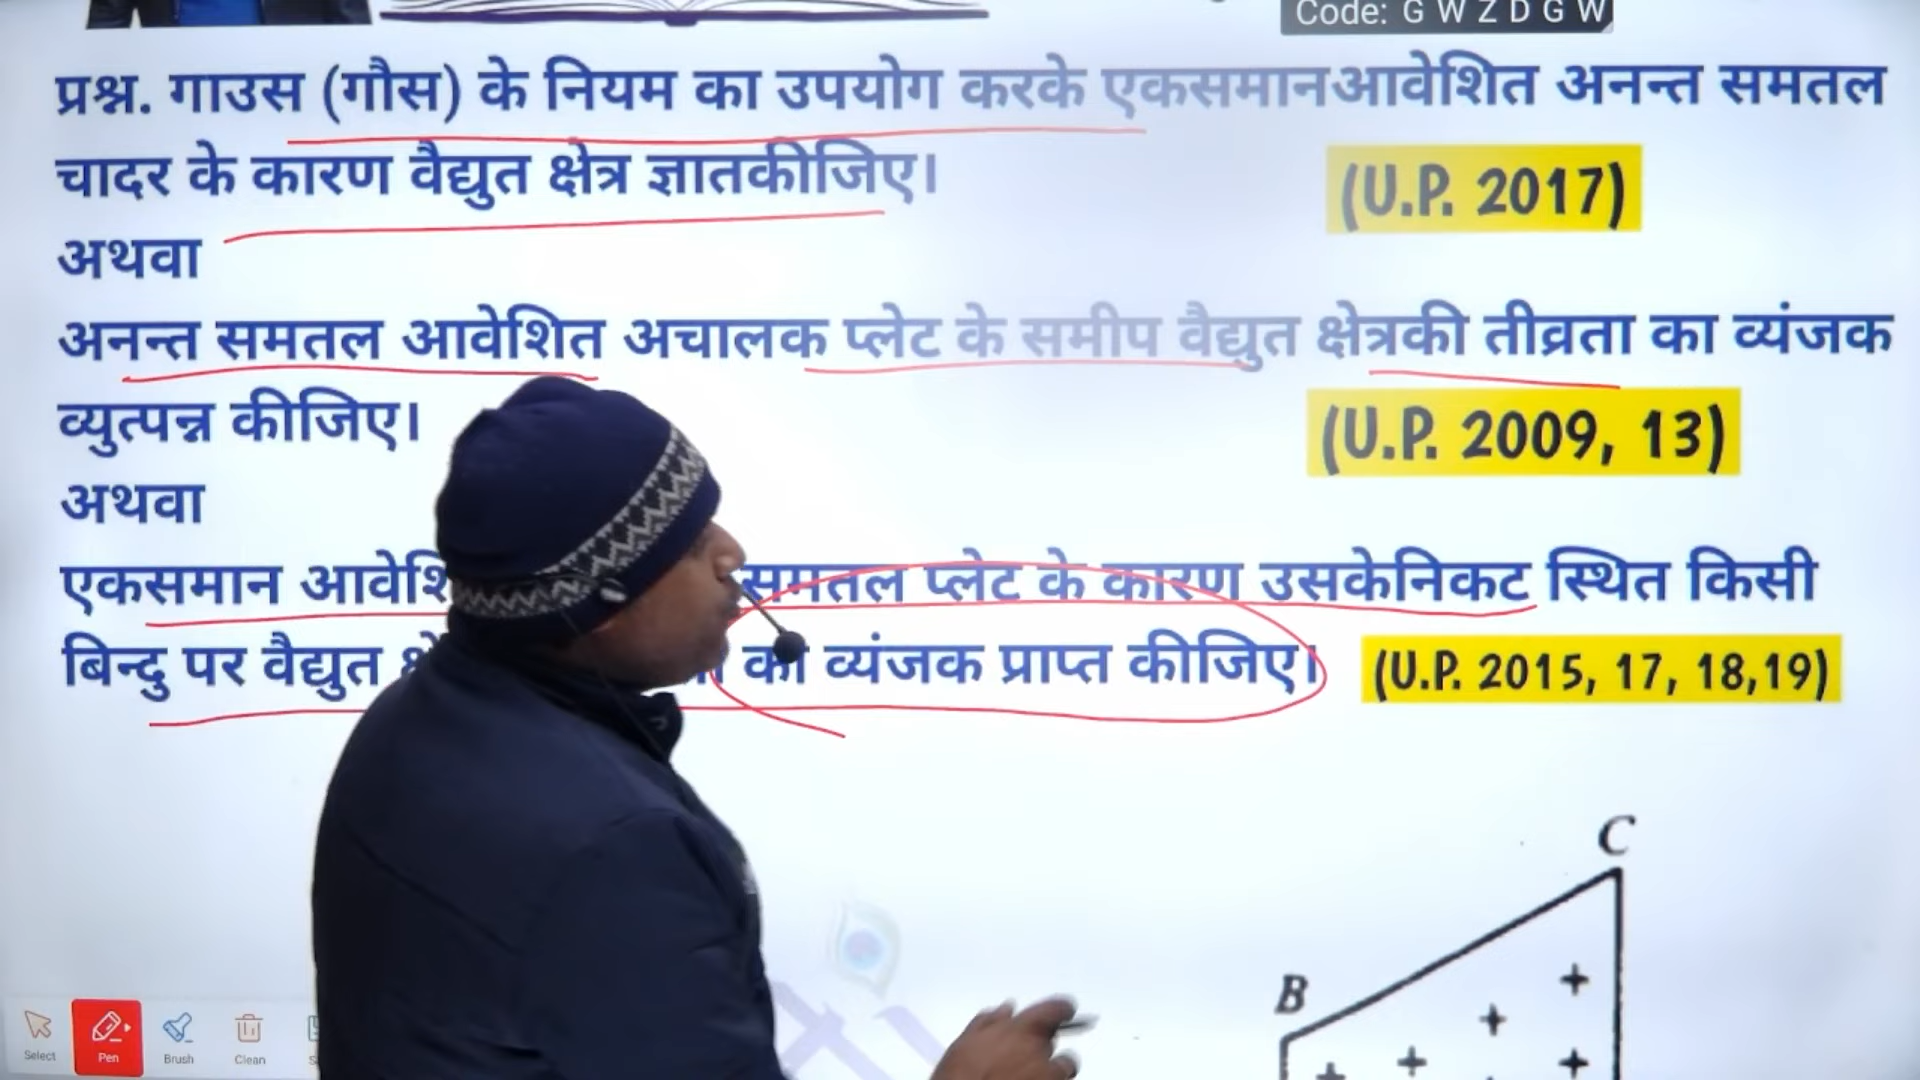 Code: G W Z D G W
प्रश्न. गाउस (गौस) के नियम का उपयोग करके एकसमानआवेशित अनन्त समतल
चादर के कारण वैद्युत क्षेत्र ज्ञातकीजिए। (U.P. 2017)
अथवा
अनन्त समतल आवेशित अचालक प्लेट के समीप वैद्युत क्षेत्रकी तीव्रता का व्यंजक
व्युत्पन्न कीजिए। (U.P. 2009, 13)
अथवा
एकसमान समतल प्लेट के कारण उसकेनिकट स्थित किसी
बिन्दु पर वैद्युत का व्यंजक प्राप्त कीजिए। (U.P. 2015, 17, 18,19)
C
B
+
+
+ + +
Select Pen Brush Clean